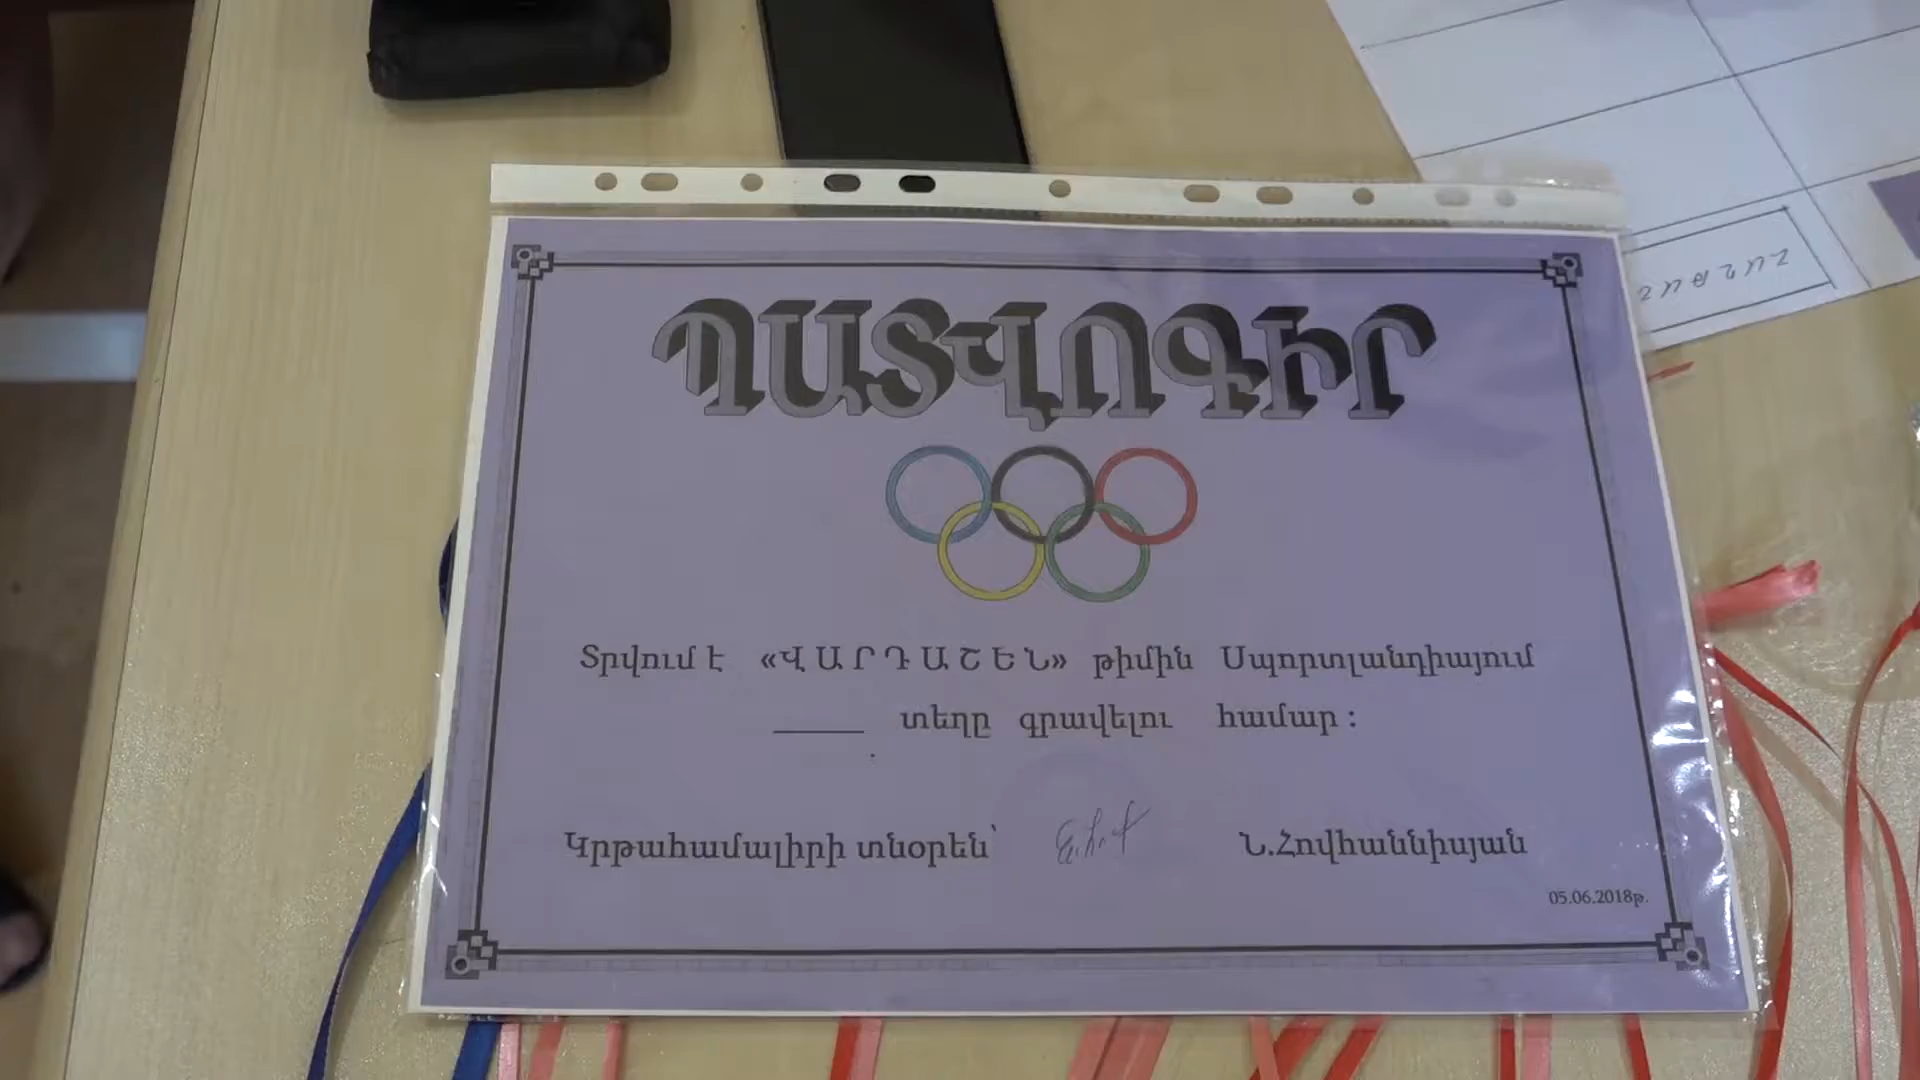 ՊԱՏՎՈԳԻՐ
Տրվում է «ՎԱՐԴԱՇԵՆ» թիմին Սպորտլանդիայում
_____ տեղը գրավելու համար :
Կրթահամալիրի տնօրեն՝ Ն.Հովհաննիսյան
05.06.2018թ.